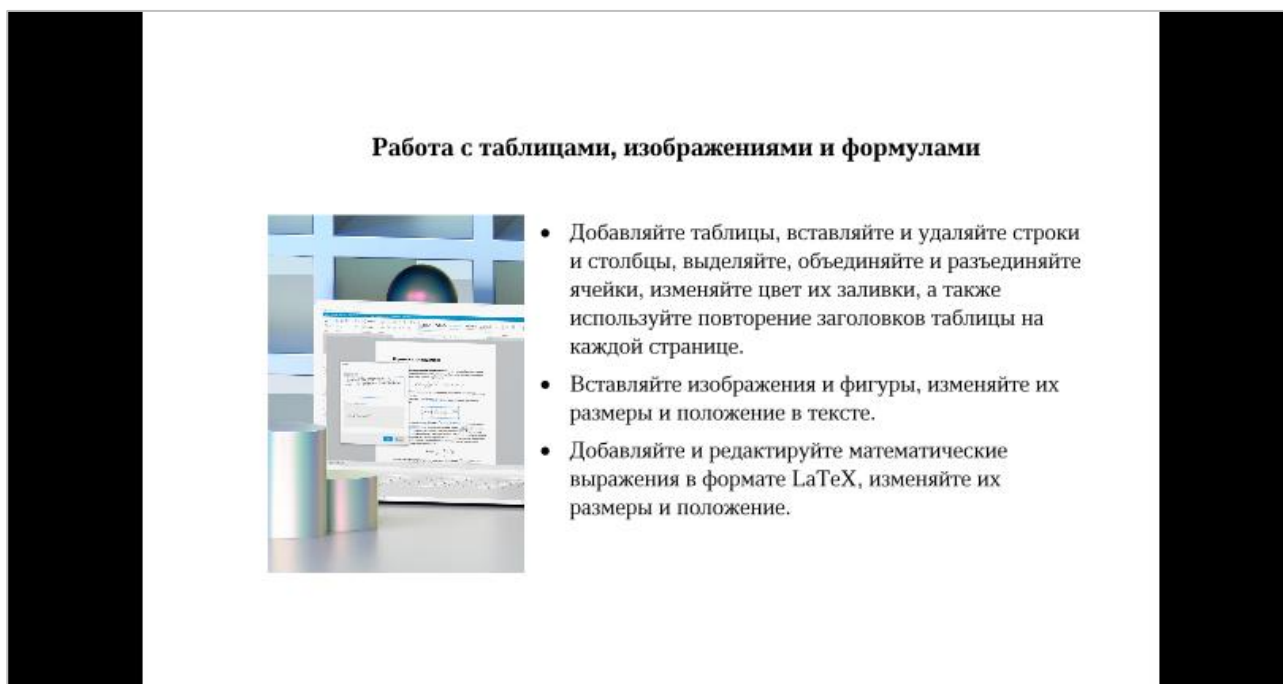 Работа с таблицами, изображениями и формулами
Добавляйте таблицы, вставляйте и удаляйте строки
и столбцы, выделяйте, объединяйте и разъединяйте
ячейки, изменяйте цвет их заливки, а также
используйте повторение заголовков таблицы на
каждой странице.
Вставляйте изображения и фигуры, изменяйте их
размеры и положение в тексте.
Добавляйте и редактируйте математические
выражения в формате LaTeX, изменяйте их
размеры и положение.